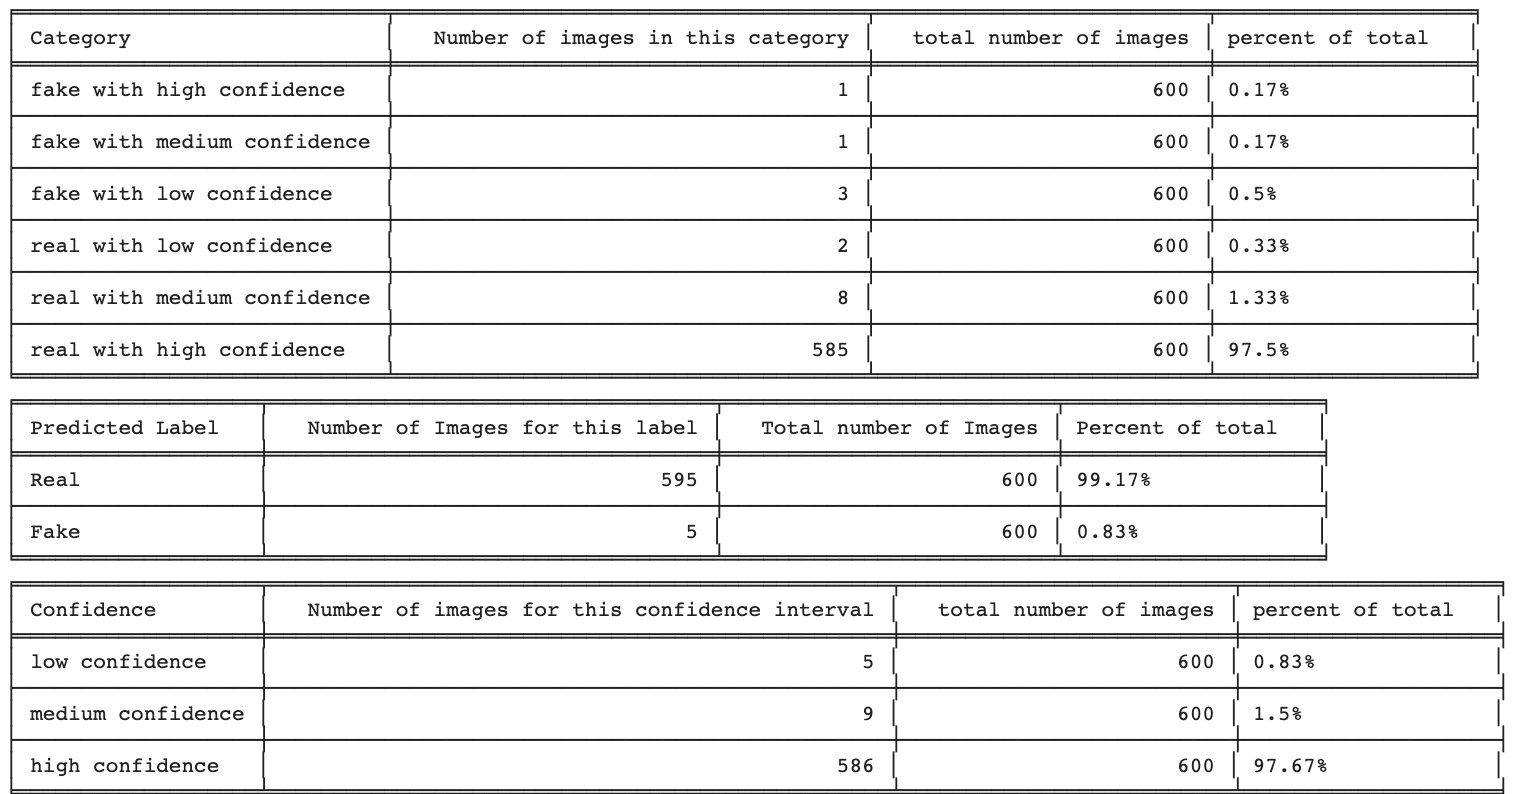 Category Number of images in this category total number of images percent of total
fake with high confidence 1 600 0.17%
fake with medium confidence 1 600 0.17%
fake with low confidence 3 600 0.5%
real with low confidence 2 600 0.33%
real with medium confidence 8 600 1.33%
real with high confidence 585 600 97.5%
Predicted Label Number of Images for this label Total number of Images Percent of total
Real 595 600 99.17%
Fake 5 600 0.83%
Confidence Number of images for this confidence interval total number of images percent of total
low confidence 5 600 0.83%
medium confidence 9 600 1.5%
high confidence 586 600 97.67%